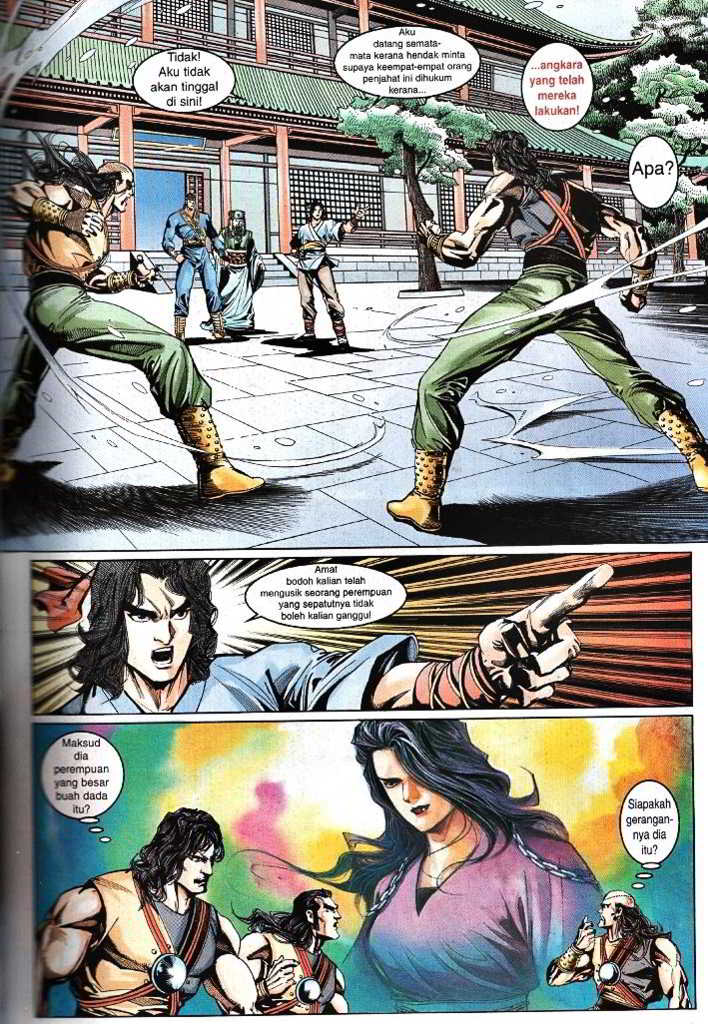 Tidak!
Aku tidak
akan tinggal
di sini!
Aku
datang semata-
mata kerana hendak minta
supaya keempat-empat orang
penjahat ini dihukum
kerana...
...angkara
yang telah
mereka
lakukan!
Apa?
Amat
bodoh kalian telah
mengusik seorang perempuan
yang sepatutnya tidak
boleh kalian ganggu!
Maksud
dia
perempuan
yang besar
buah dada
itu?
Siapakah
gerangan-
nya dia
itu?